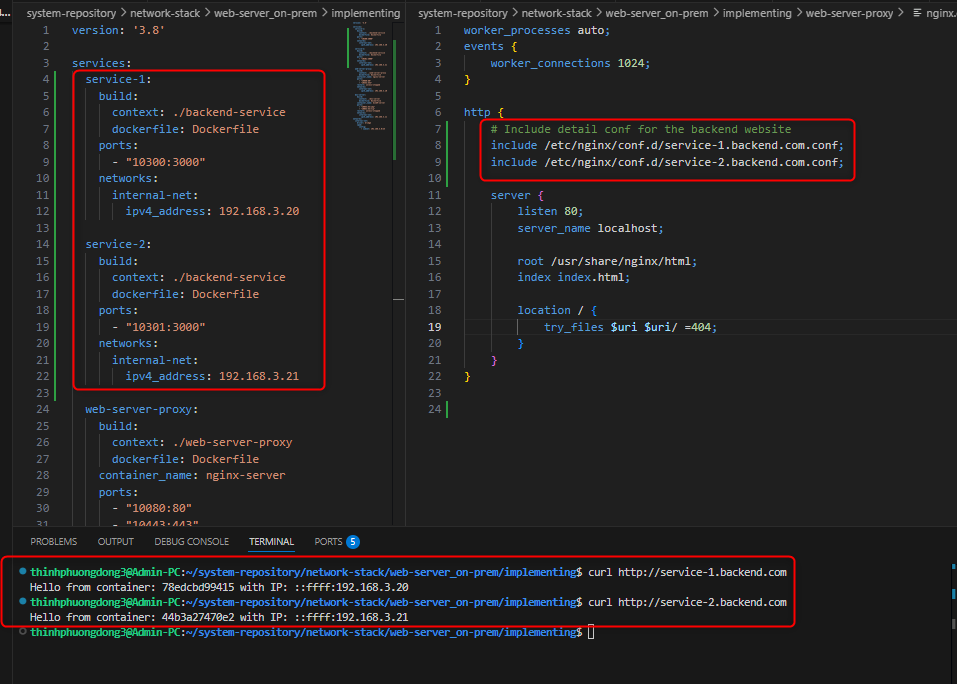 system-repository > network-stack > web-server_on_prem > implementing
1 version: '3.8'
2
3 services:
4 service-1:
5 build:
6 context: ./backend-service
7 dockerfile: Dockerfile
8 ports:
9 - "10300:3000"
10 networks:
11 internal-net:
12 ipv4_address: 192.168.3.20
13
14 service-2:
15 build:
16 context: ./backend-service
17 dockerfile: Dockerfile
18 ports:
19 - "10301:3000"
20 networks:
21 internal-net:
22 ipv4_address: 192.168.3.21
23
24 web-server-proxy:
25 build:
26 context: ./web-server-proxy
27 dockerfile: Dockerfile
28 container_name: nginx-server
29 ports:
30 - "10080:80"
31 - "10443:443"
system-repository > network-stack > web-server_on_prem > implementing > web-server-proxy > nginx.
1 worker_processes auto;
2 events {
3 worker_connections 1024;
4 }
5
6 http {
7 # Include detail conf for the backend website
8 include /etc/nginx/conf.d/service-1.backend.com.conf;
9 include /etc/nginx/conf.d/service-2.backend.com.conf;
10
11 server {
12 listen 80;
13 server_name localhost;
14
15 root /usr/share/nginx/html;
16 index index.html;
17
18 location / {
19 try_files $uri $uri/ =404;
20 }
21 }
22 }
23
24
PROBLEMS OUTPUT DEBUG CONSOLE TERMINAL PORTS 5
thinhphuongdong3@Admin-PC:~/system-repository/network-stack/web-server_on_prem/implementing$ curl http://service-1.backend.com
Hello from container: 78edcbd99415 with IP: ::ffff:192.168.3.20
thinhphuongdong3@Admin-PC:~/system-repository/network-stack/web-server_on_prem/implementing$ curl http://service-2.backend.com
Hello from container: 44b3a27470e2 with IP: ::ffff:192.168.3.21
thinhphuongdong3@Admin-PC:~/system-repository/network-stack/web-server_on_prem/implementing$